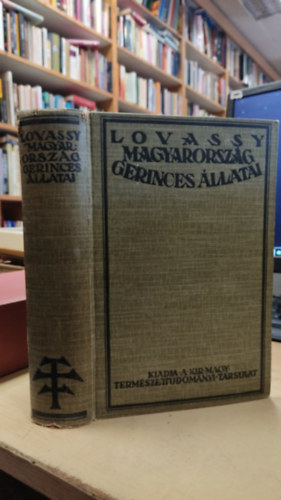 LOVASSY
MAGYAR-
ORSZÁG
GERINCES
ÁLLATAI
LOVASSY
MAGYARORSZÁG
GERINCES ÁLLATAI
KIADJA A KIR. MAGY.
TERMÉSZETTUDOMÁNYI TÁRSULAT